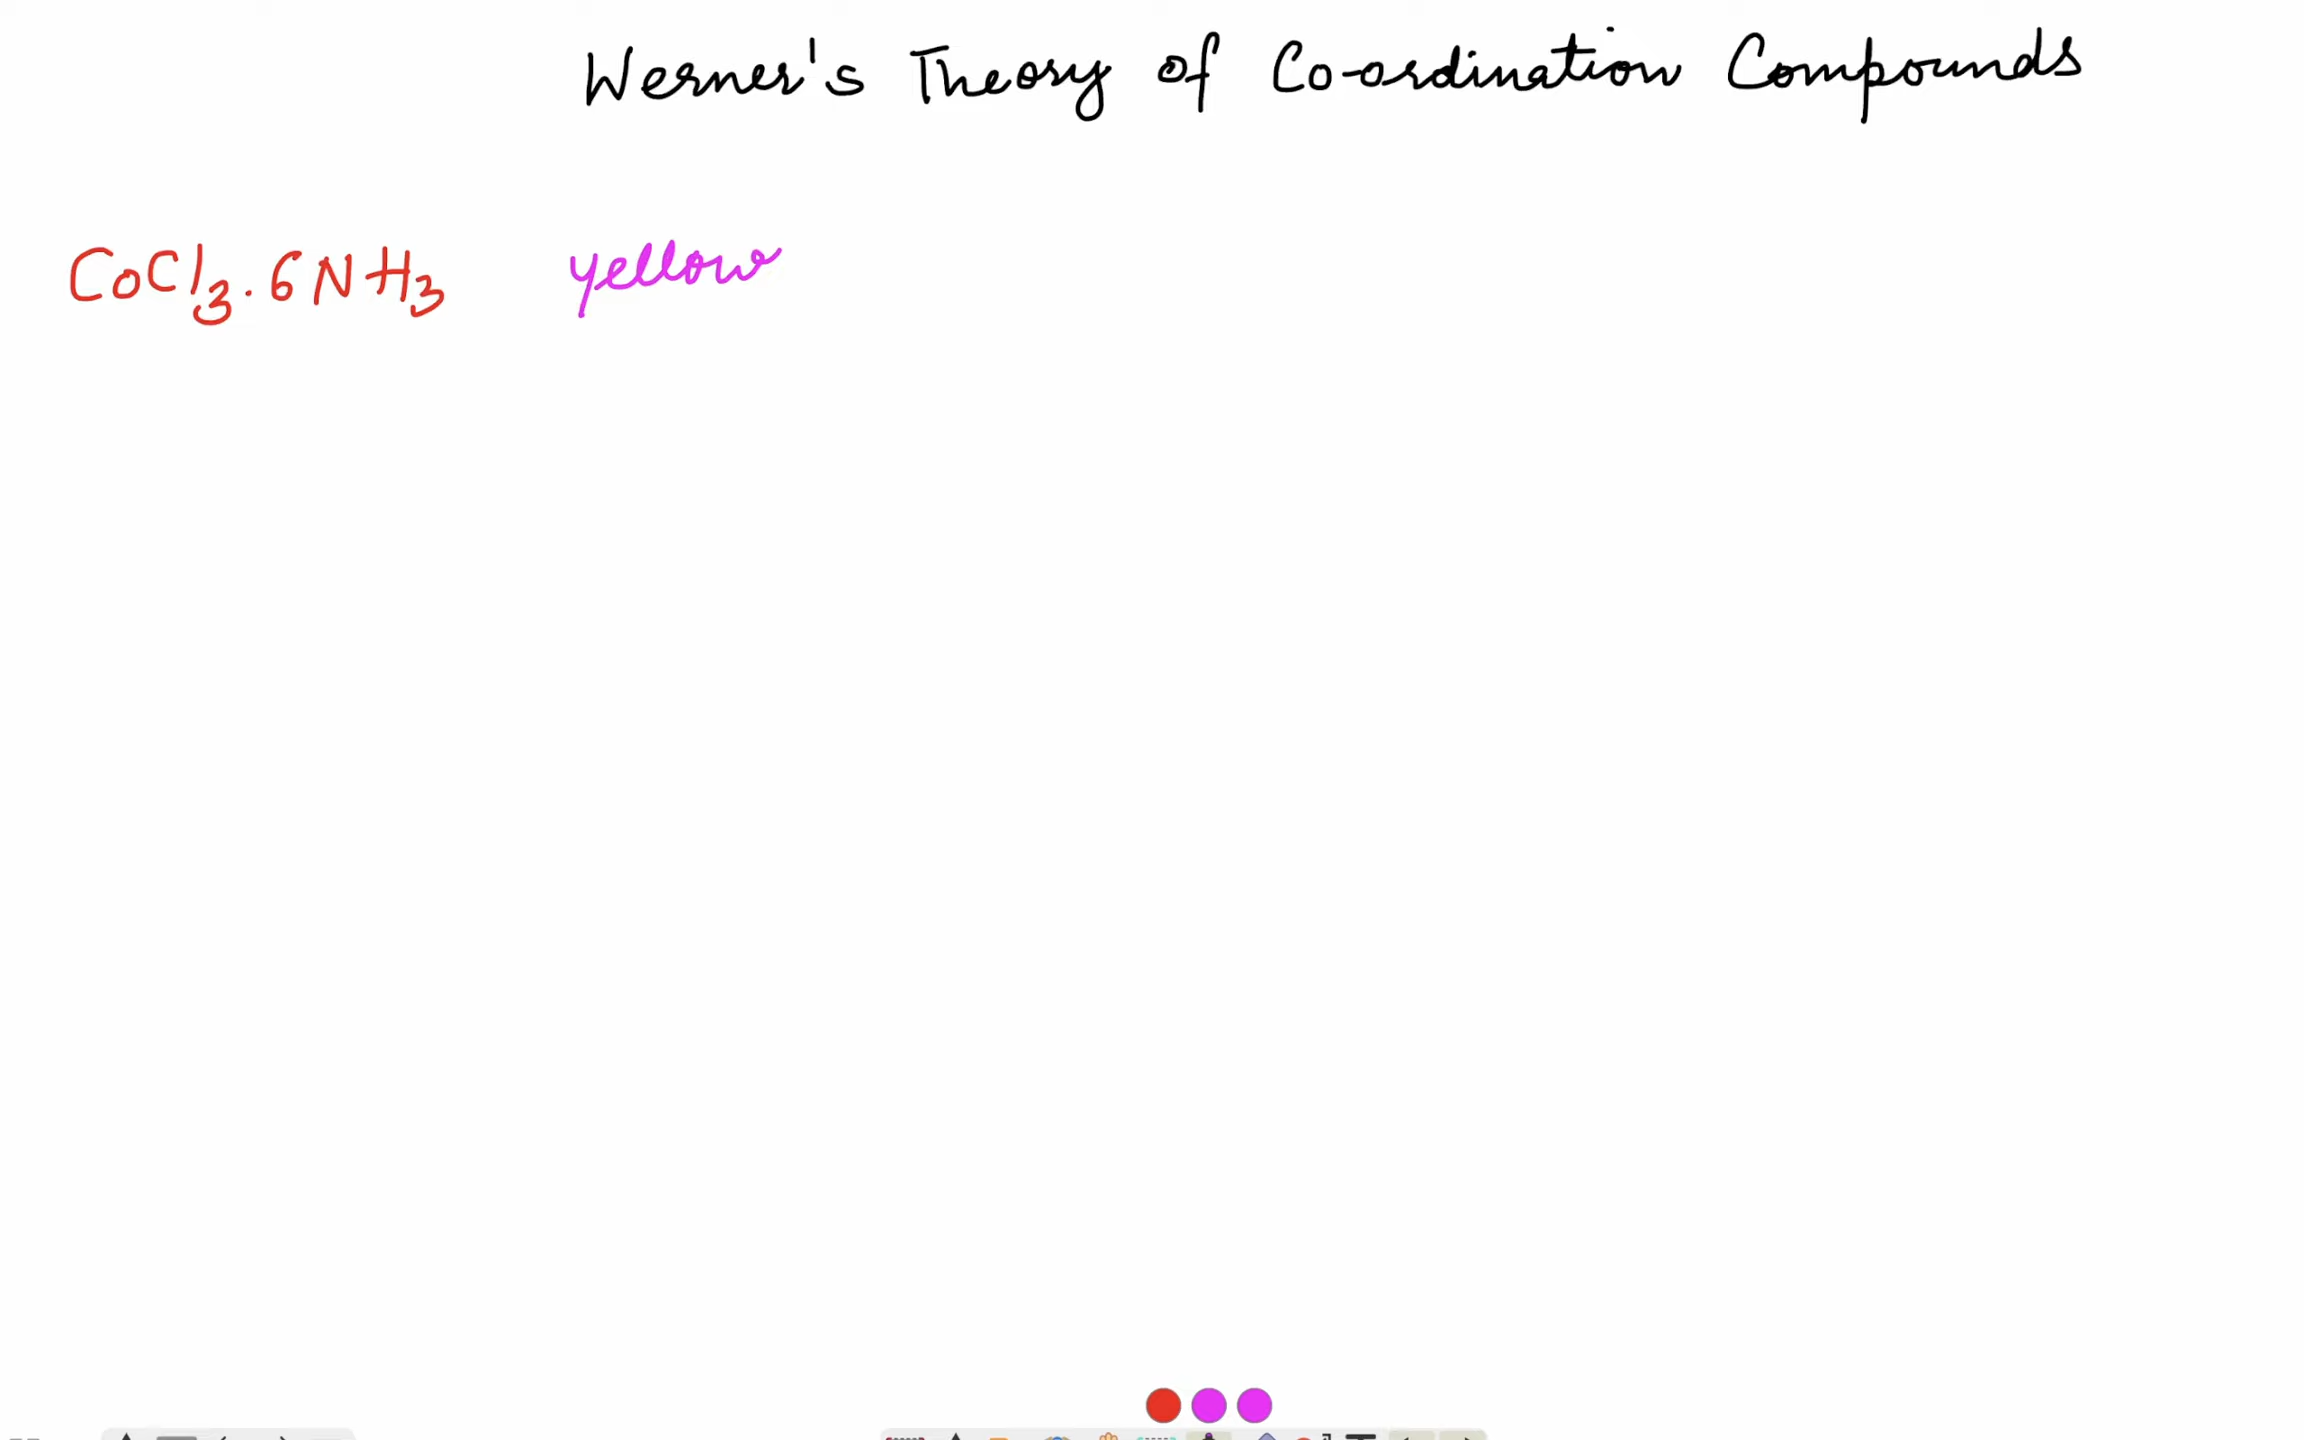 Werner's Theory of Co-ordination Compounds
CoCl₃.6NH₃ yellow